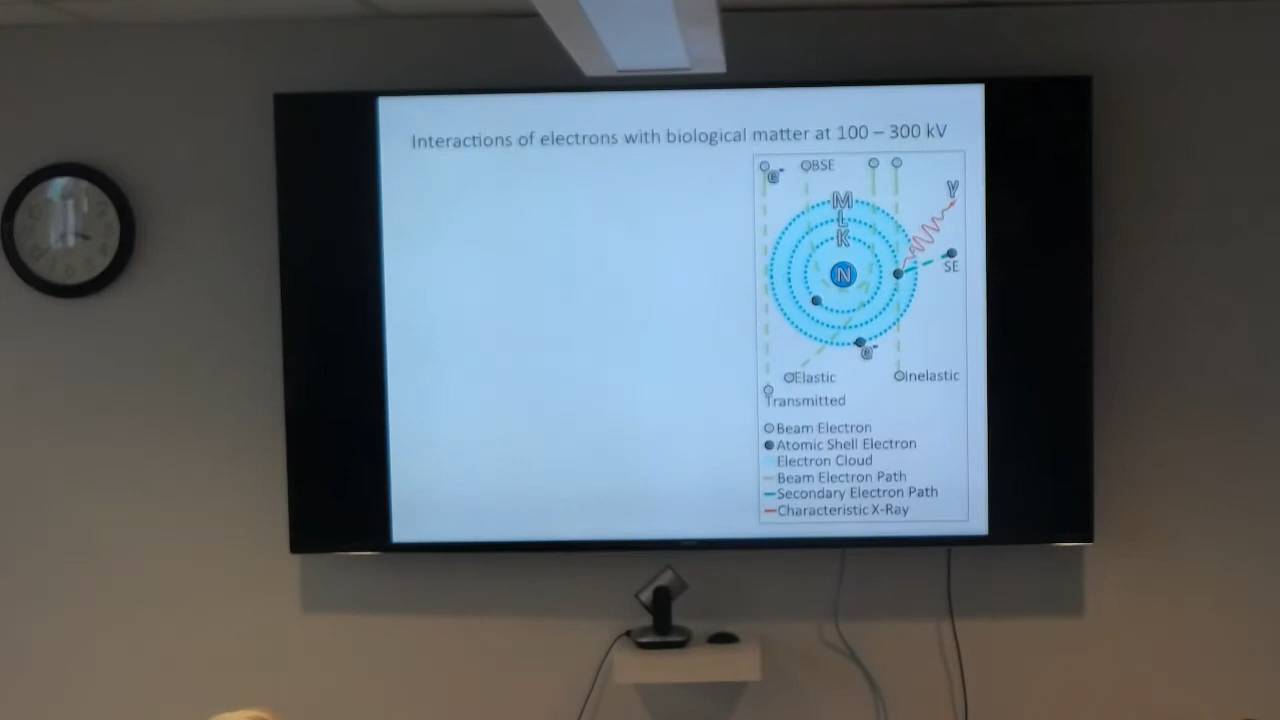 Interactions of electrons with biological matter at 100 – 300 kV
e⁻
BSE
γ
M
L
K
N
SE
e⁻
Elastic
Inelastic
Transmitted
Beam Electron
Atomic Shell Electron
Electron Cloud
Beam Electron Path
Secondary Electron Path
Characteristic X-Ray